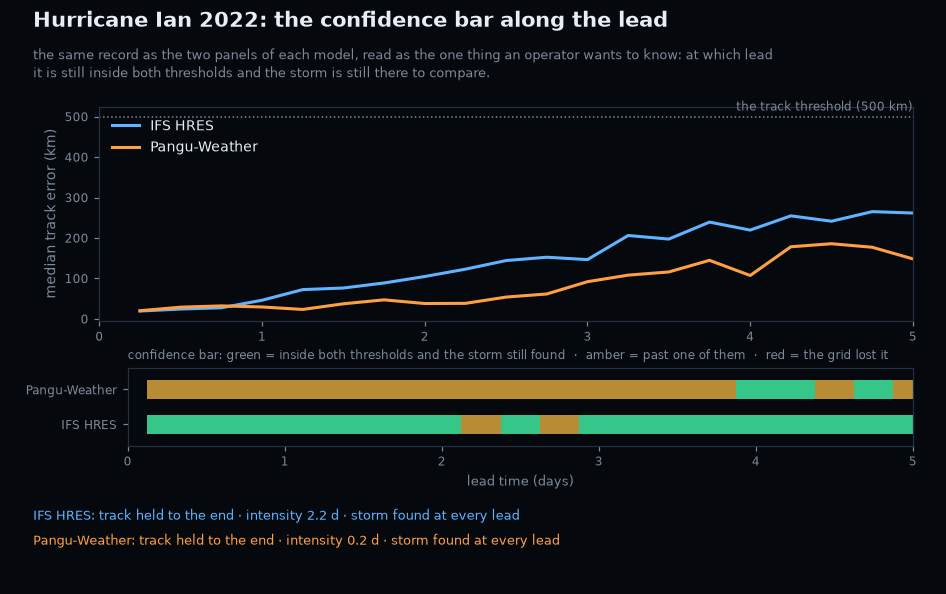 Hurricane Ian 2022: the confidence bar along the lead
the same record as the two panels of each model, read as the one thing an operator wants to know: at which lead
it is still inside both thresholds and the storm is still there to compare.
the track threshold (500 km)
median track error (km)
500
400
300
200
100
0
IFS HRES
Pangu-Weather
0 1 2 3 4 5
confidence bar: green = inside both thresholds and the storm still found · amber = past one of them · red = the grid lost it
Pangu-Weather
IFS HRES
0 1 2 3 4 5
lead time (days)
IFS HRES: track held to the end · intensity 2.2 d · storm found at every lead
Pangu-Weather: track held to the end · intensity 0.2 d · storm found at every lead